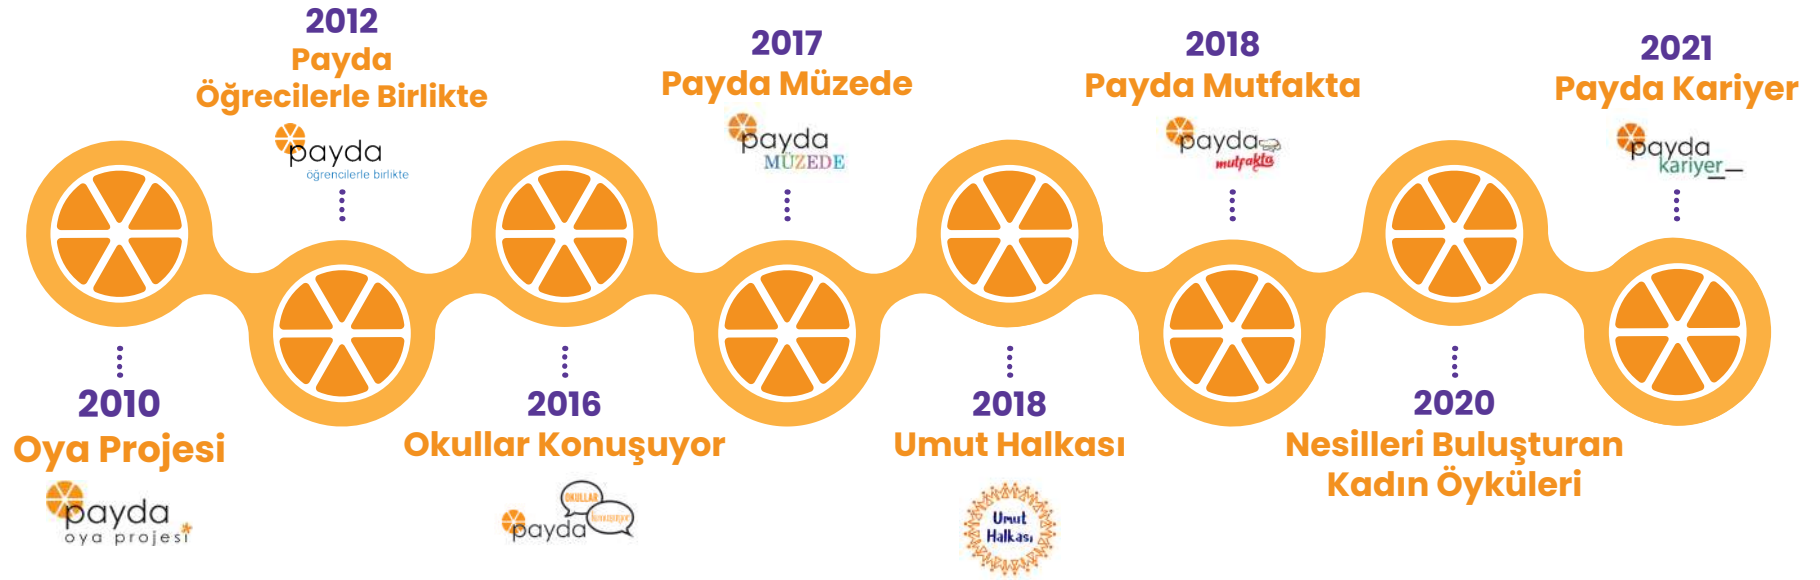 2012
Payda
Öğrecilerle Birlikte
payda
öğrencilerle birlikte
2017
Payda Müzede
payda
MÜZEDE
2018
Payda Mutfakta
payda
mutfakta
2021
Payda Kariyer
payda
kariyer
2010
Oya Projesi
payda
oya projesi
2016
Okullar Konuşuyor
OKULLAR
konuşuyor
payda
2018
Umut Halkası
Umut
Halkası
2020
Nesilleri Buluşturan
Kadın Öyküleri